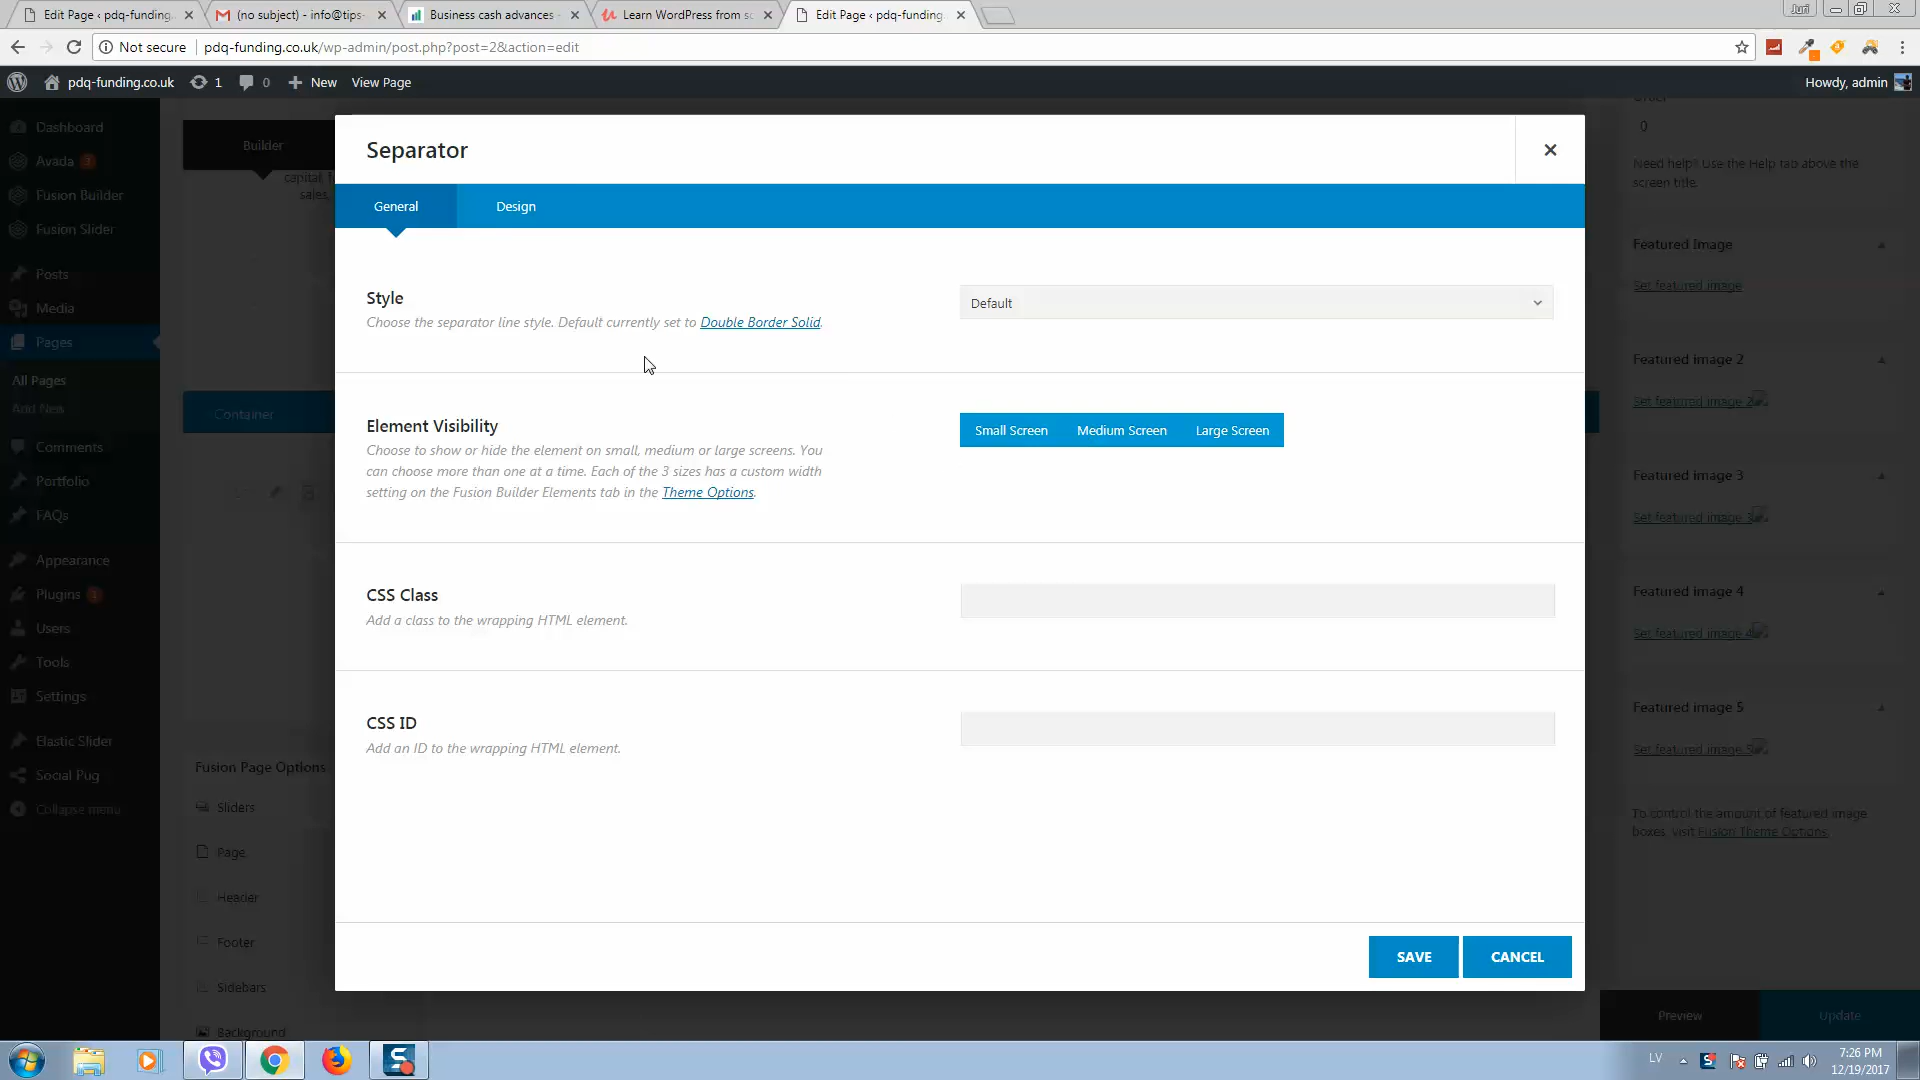 Edit Page ‹ pdq-funding.
(no subject) - info@tips-
Business cash advances -
Learn WordPress from sc
Edit Page ‹ pdq-funding.
Juri
Not secure
pdq-funding.co.uk/wp-admin/post.php?post=2&action=edit
pdq-funding.co.uk
1
0
New
View Page
Howdy, admin
Dashboard
Avada 3
Fusion Builder
Fusion Slider
Posts
Media
Pages
All Pages
Add New
Comments
Portfolio
FAQs
Appearance
Plugins 3
Users
Tools
Settings
Elastic Slider
Social Pug
Collapse menu
Builder
capital, f
sales,
Container
Fusion Page Options
Sliders
Page
Header
Footer
Sidebars
Background
Separator
General
Design
Style
Choose the separator line style. Default currently set to Double Border Solid.
Default
Element Visibility
Choose to show or hide the element on small, medium or large screens. You
can choose more than one at a time. Each of the 3 sizes has a custom width
setting on the Fusion Builder Elements tab in the Theme Options.
Small Screen
Medium Screen
Large Screen
CSS Class
Add a class to the wrapping HTML element.
CSS ID
Add an ID to the wrapping HTML element.
SAVE
CANCEL
Order
0
Need help? Use the Help tab above the
screen title.
Featured Image
Set featured image
Featured image 2
Set featured image 2
Featured image 3
Set featured image 3
Featured image 4
Set featured image 4
Featured image 5
Set featured image 5
To control the amount of featured image
boxes, visit Fusion Theme Options.
Preview
Update
LV
7:26 PM
12/19/2017